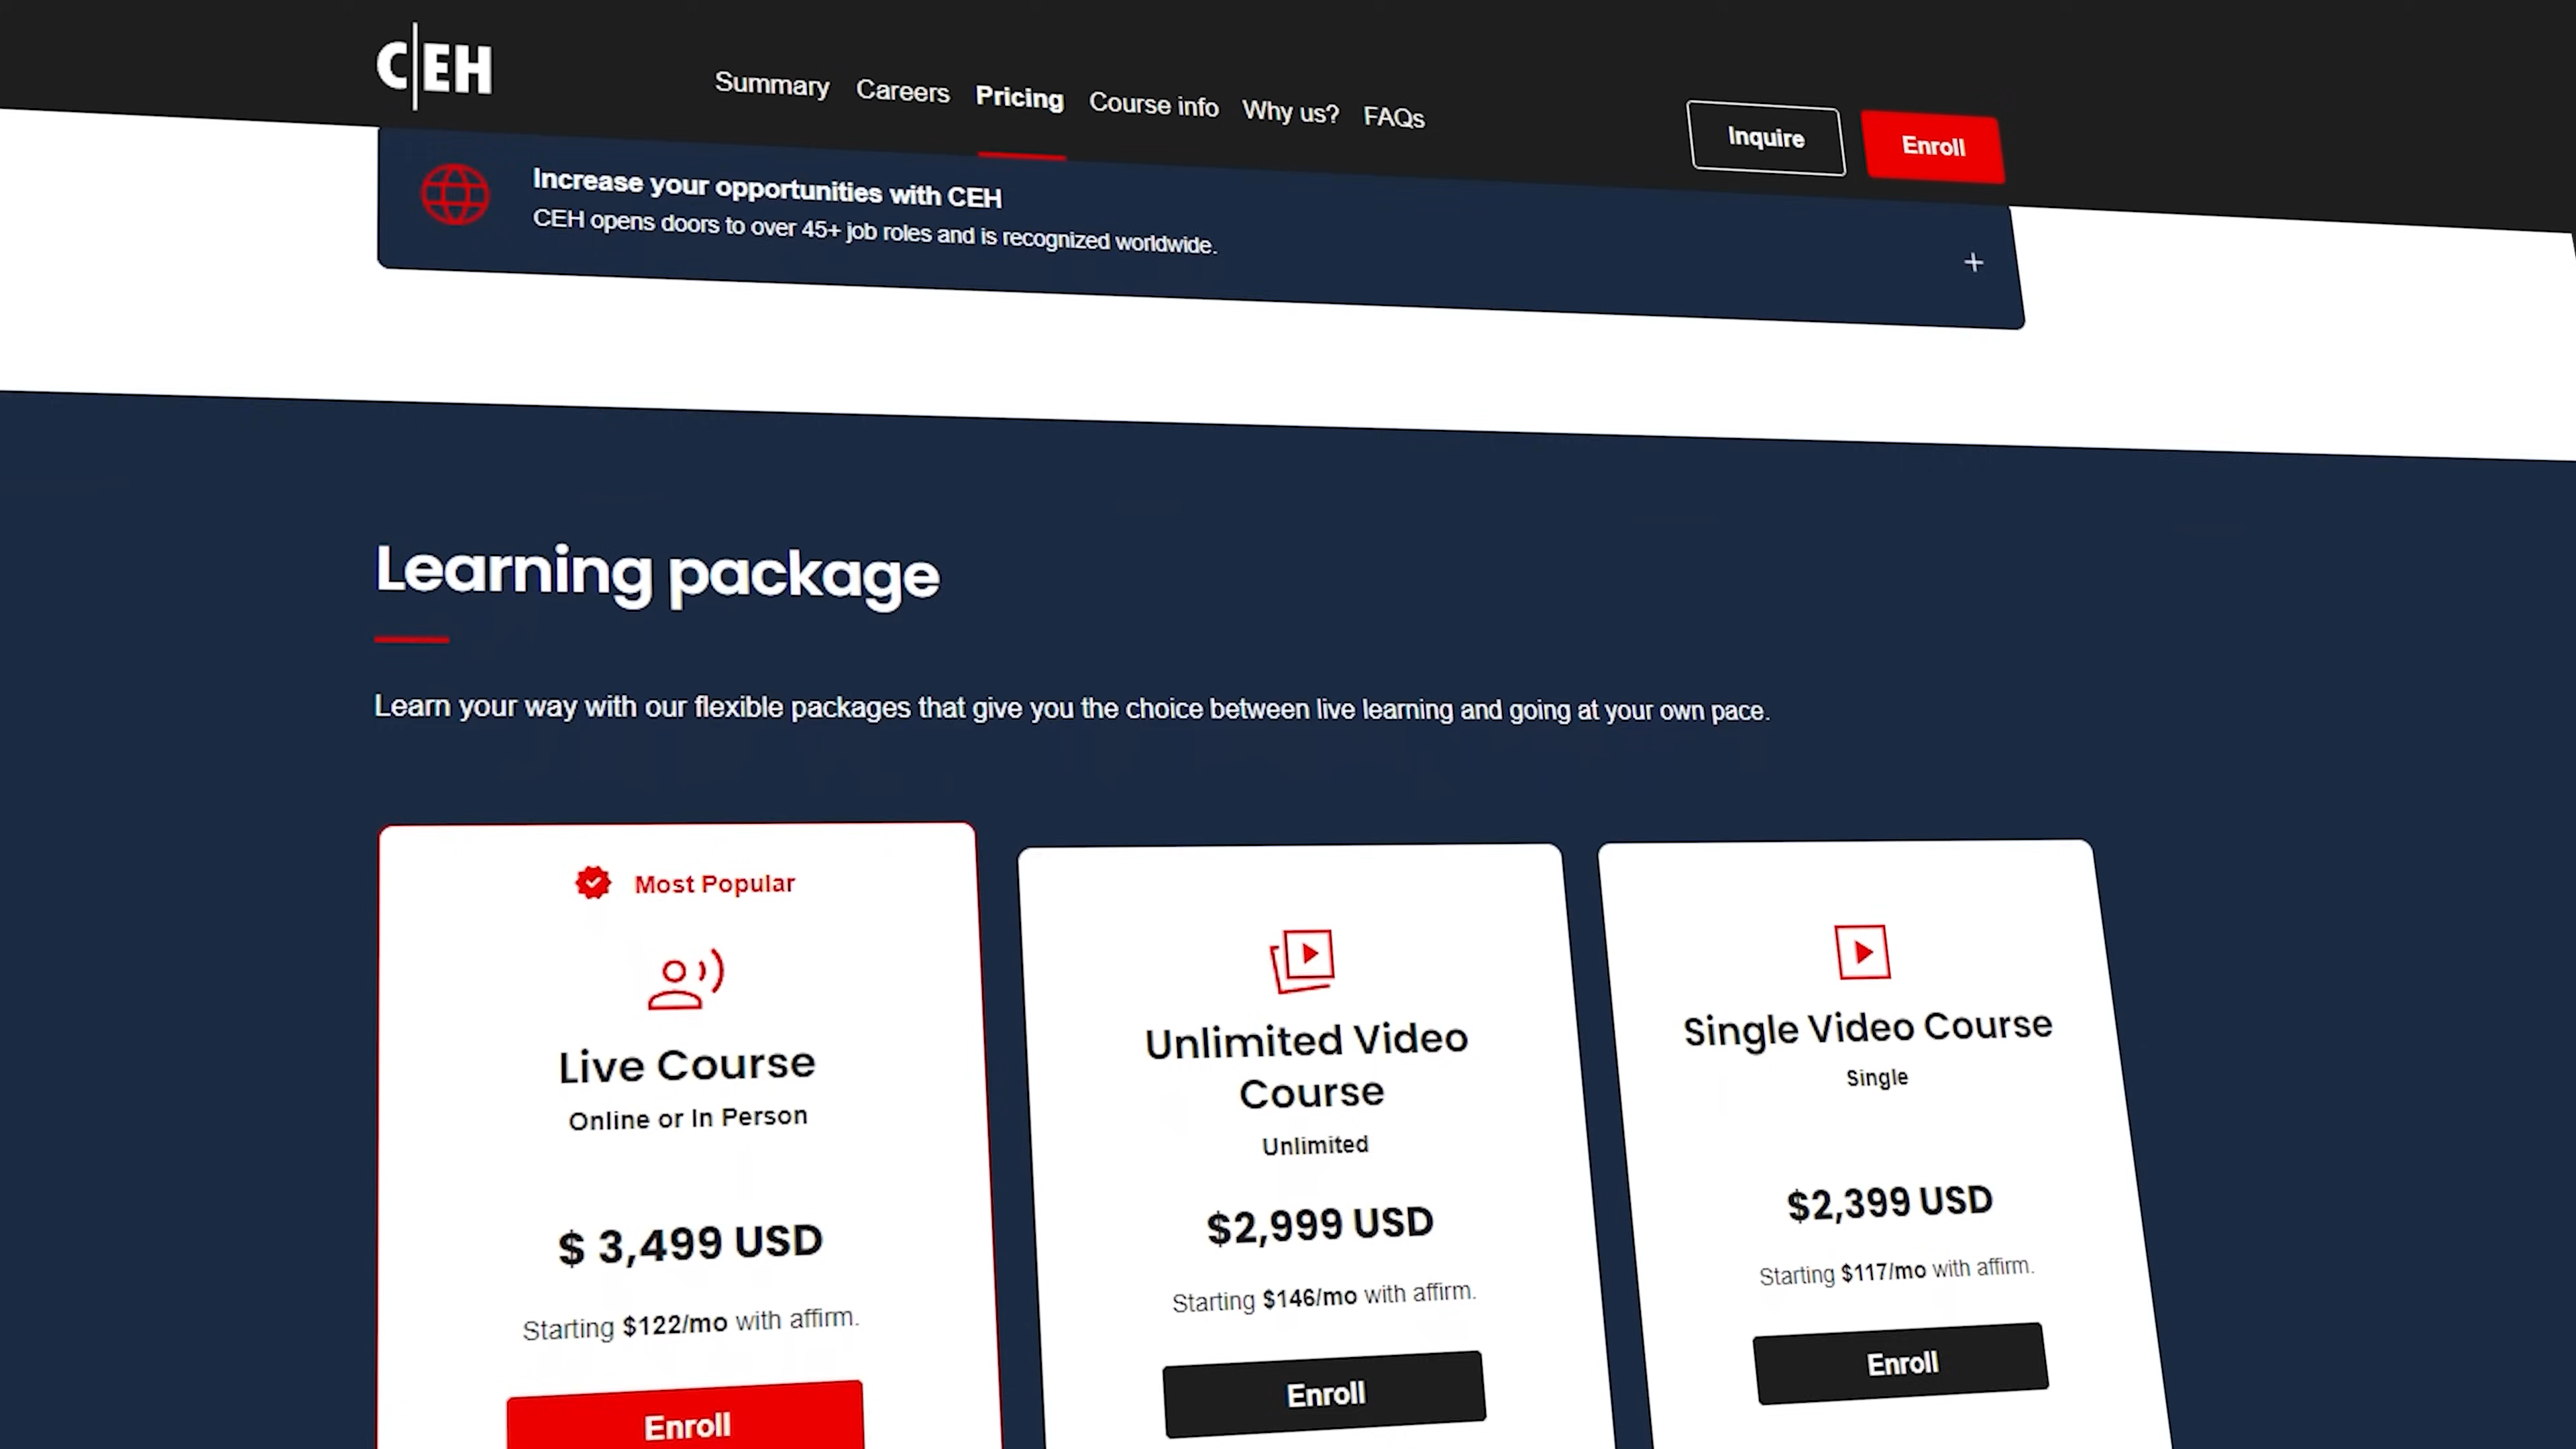 C|EH
Summary Careers Pricing Course info Why us? FAQs
Inquire
Enroll
Increase your opportunities with CEH
CEH opens doors to over 45+ job roles and is recognized worldwide.
+
Learning package
Learn your way with our flexible packages that give you the choice between live learning and going at your own pace.
Most Popular
Live Course
Online or In Person
$ 3,499 USD
Starting $122/mo with affirm.
Enroll
Unlimited Video
Course
Unlimited
$2,999 USD
Starting $146/mo with affirm.
Enroll
Single Video Course
Single
$2,399 USD
Starting $117/mo with affirm.
Enroll